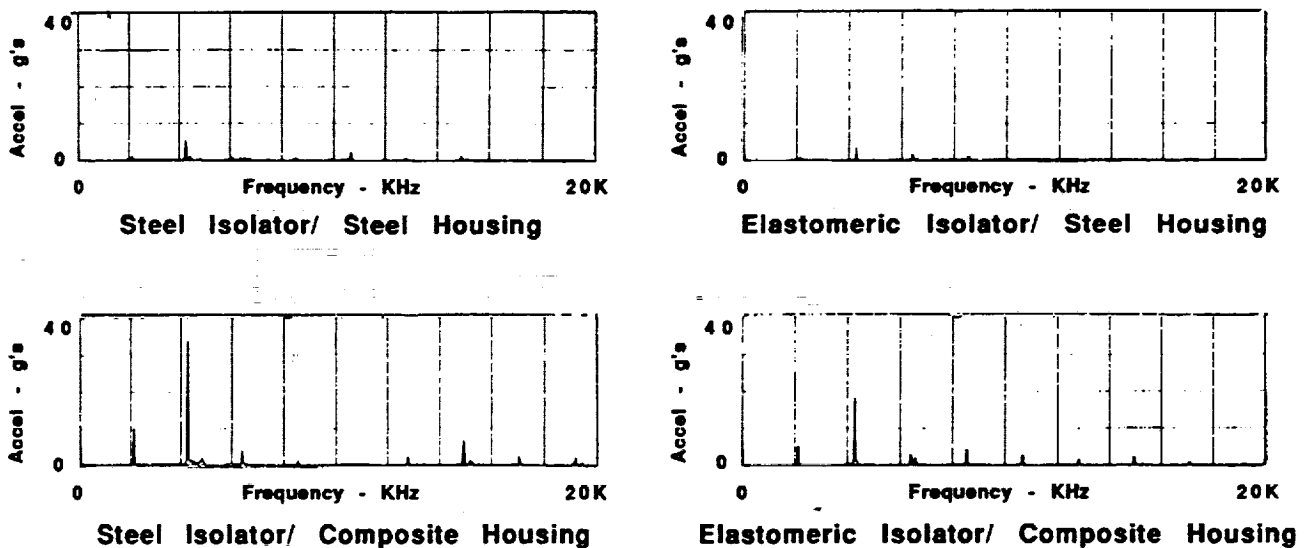 40
Accel - g's
0
0 Frequency - KHz 20K
Steel Isolator/ Steel Housing
40
Accel - g's
0
0 Frequency - KHz 20K
Elastomeric Isolator/ Steel Housing
40
Accel - g's
0
0 Frequency - KHz 20K
Steel Isolator/ Composite Housing
40
Accel - g's
0
0 Frequency - KHz 20K
Elastomeric Isolator/ Composite Housing